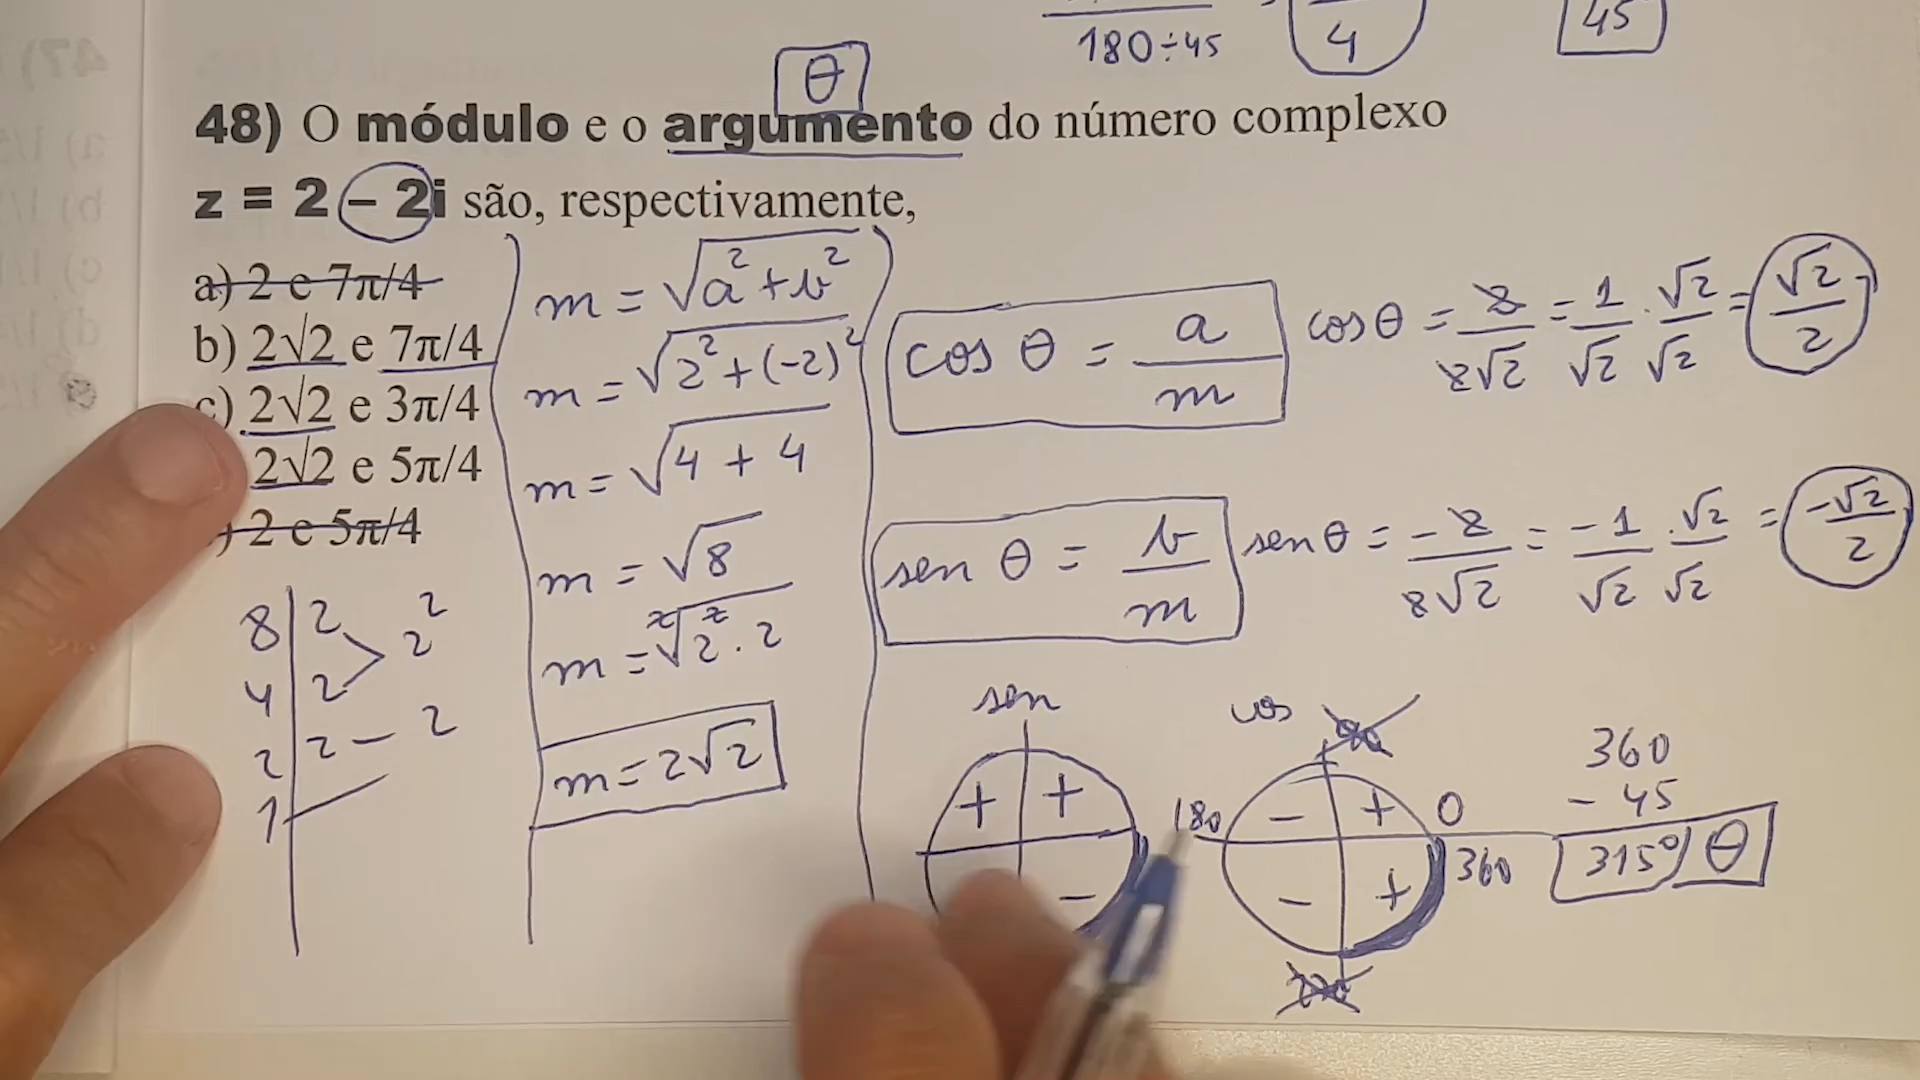 180÷45
4
45
θ
48) O módulo e o argumento do número complexo
z = 2 – 2i são, respectivamente,
a) 2 e 7π/4
b) 2√2 e 7π/4
c) 2√2 e 3π/4
2√2 e 5π/4
) 2 e 5π/4
8 | 2
4 | 2 2²
2 | 2 – 2
1
m = √a² + b²
m = √2² + (-2)²
m = √4 + 4
m = √8
m = ²√2² . 2
m = 2√2
cos θ = a/m
cos θ = 2/2√2 = 1/√2 . √2/√2 = √2/2
sen θ = b/m
sen θ = -2/2√2 = -1/√2 . √2/√2 = -√2/2
sen
+ +
–
cos
90
180 – + 0
– + 360
360
- 45
315° θ